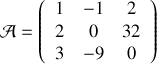 𝒜 = ( 1 −1 2
2 0 32
3 −9 0 )